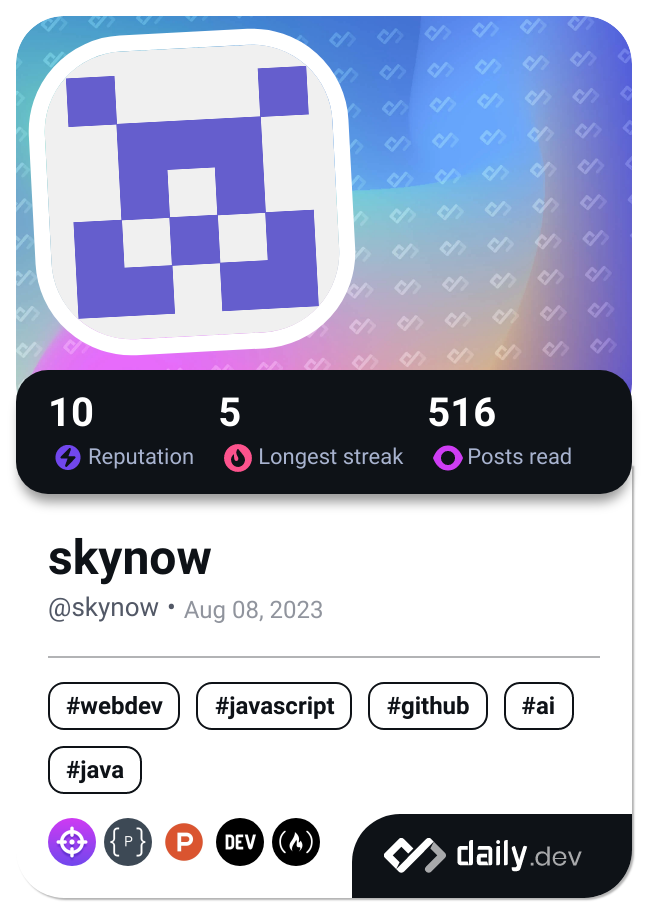 10 5 516
Reputation Longest streak Posts read
skynow
@skynow • Aug 08, 2023
#webdev #javascript #github #ai
#java
{P} P DEV
daily.dev